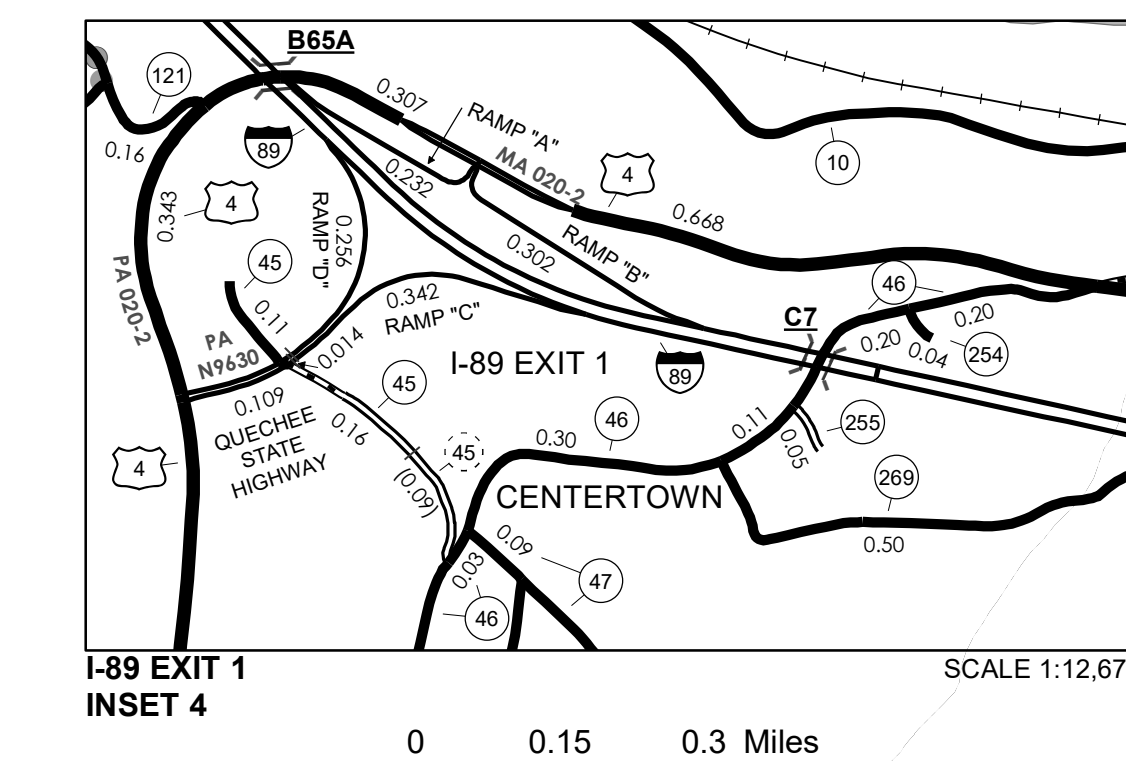 B65A
121
0.307
RAMP "A"
0.16
89
MA 020-2
4
10
0.232
0.343
4
RAMP "D"
0.256
0.668
PA 020-2
45
0.302
RAMP "B"
46
0.11
0.342
RAMP "C"
C7
0.20
0.20
0.04
254
PA
N9630
0.014
I-89 EXIT 1
89
0.109
45
QUECHEE
STATE
HIGHWAY
0.16
46
0.30
0.11
255
0.05
4
45
(0.09)
CENTERTOWN
269
0.50
0.09
0.03
47
46
I-89 EXIT 1
SCALE 1:12,67
INSET 4
0 0.15 0.3 Miles